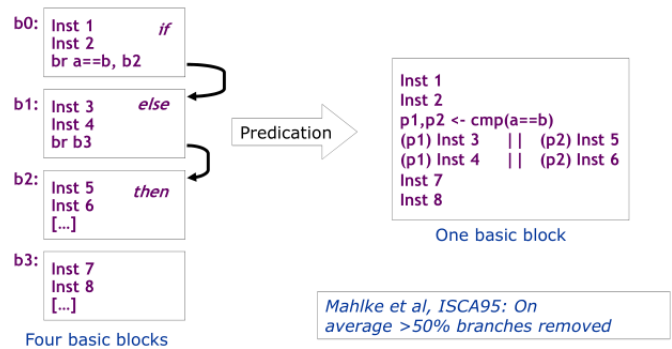 b0:
Inst 1 if
Inst 2
br a==b, b2
b1:
Inst 3 else
Inst 4
br b3
b2:
Inst 5 then
Inst 6
[...]
b3:
Inst 7
Inst 8
[...]
Four basic blocks
Predication
Inst 1
Inst 2
p1,p2 <- cmp(a==b)
(p1) Inst 3 || (p2) Inst 5
(p1) Inst 4 || (p2) Inst 6
Inst 7
Inst 8
One basic block
Mahlke et al, ISCA95: On
average >50% branches removed